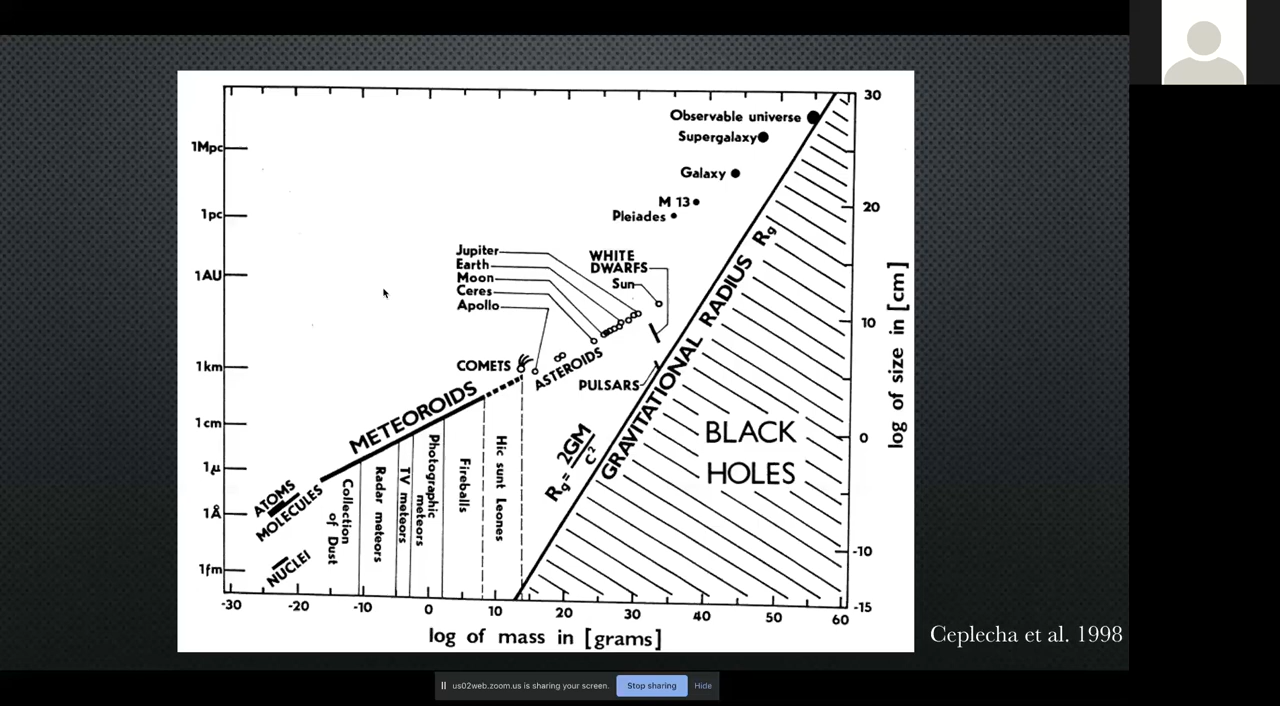 Observable universe
30
Supergalaxy
1Mpc
Galaxy
M 13
20
1pc
Pleiades
Jupiter
WHITE
DWARFS
Earth
1AU
Moon
Sun
Ceres
Apollo
10
1km
COMETS
ASTEROIDS
PULSARS
METEOROIDS
GRAVITATIONAL RADIUS Rg
log of size in [cm]
1cm
0
BLACK
HOLES
Rg = 2GM
c²
1μ
ATOMS
MOLECULES
1Å
NUCLEI
1fm
Collection
of Dust
Radar meteors
TV meteors
Photographic
meteors
Fireballs
Hic sunt Leones
-10
-15
-30
-20
-10
0
10
20
30
40
50
60
log of mass in [grams]
Ceplecha et al. 1998
us02web.zoom.us is sharing your screen.
Stop sharing
Hide